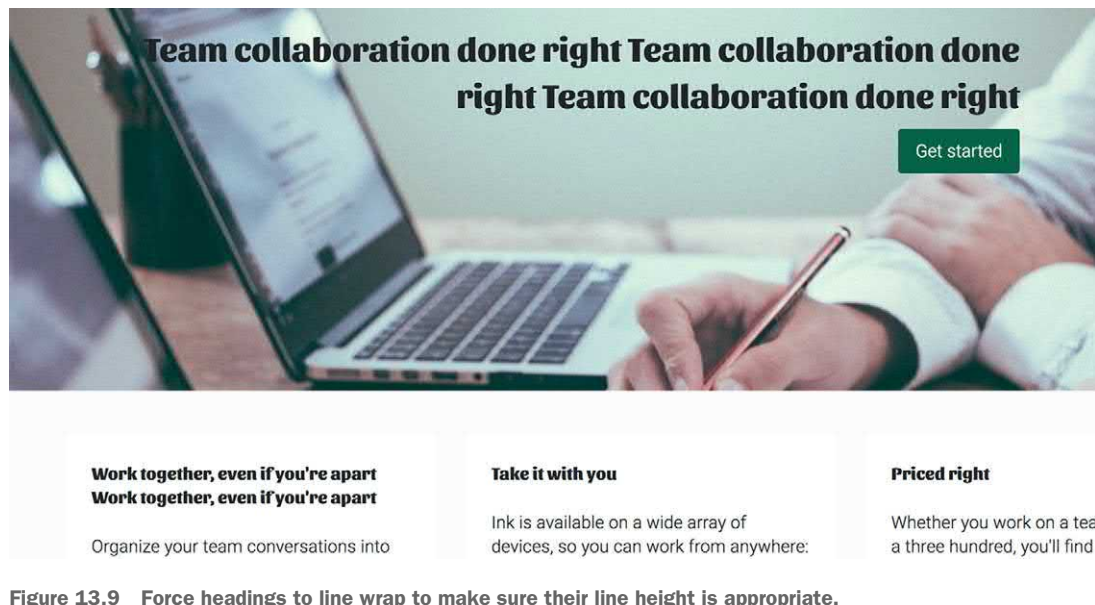 Team collaboration done right Team collaboration done
right Team collaboration done right
Get started
Work together, even if you're apart
Work together, even if you're apart
Organize your team conversations into
Take it with you
Ink is available on a wide array of
devices, so you can work from anywhere:
Priced right
Whether you work on a tea
a three hundred, you'll find
Figure 13.9 Force headings to line wrap to make sure their line height is appropriate.